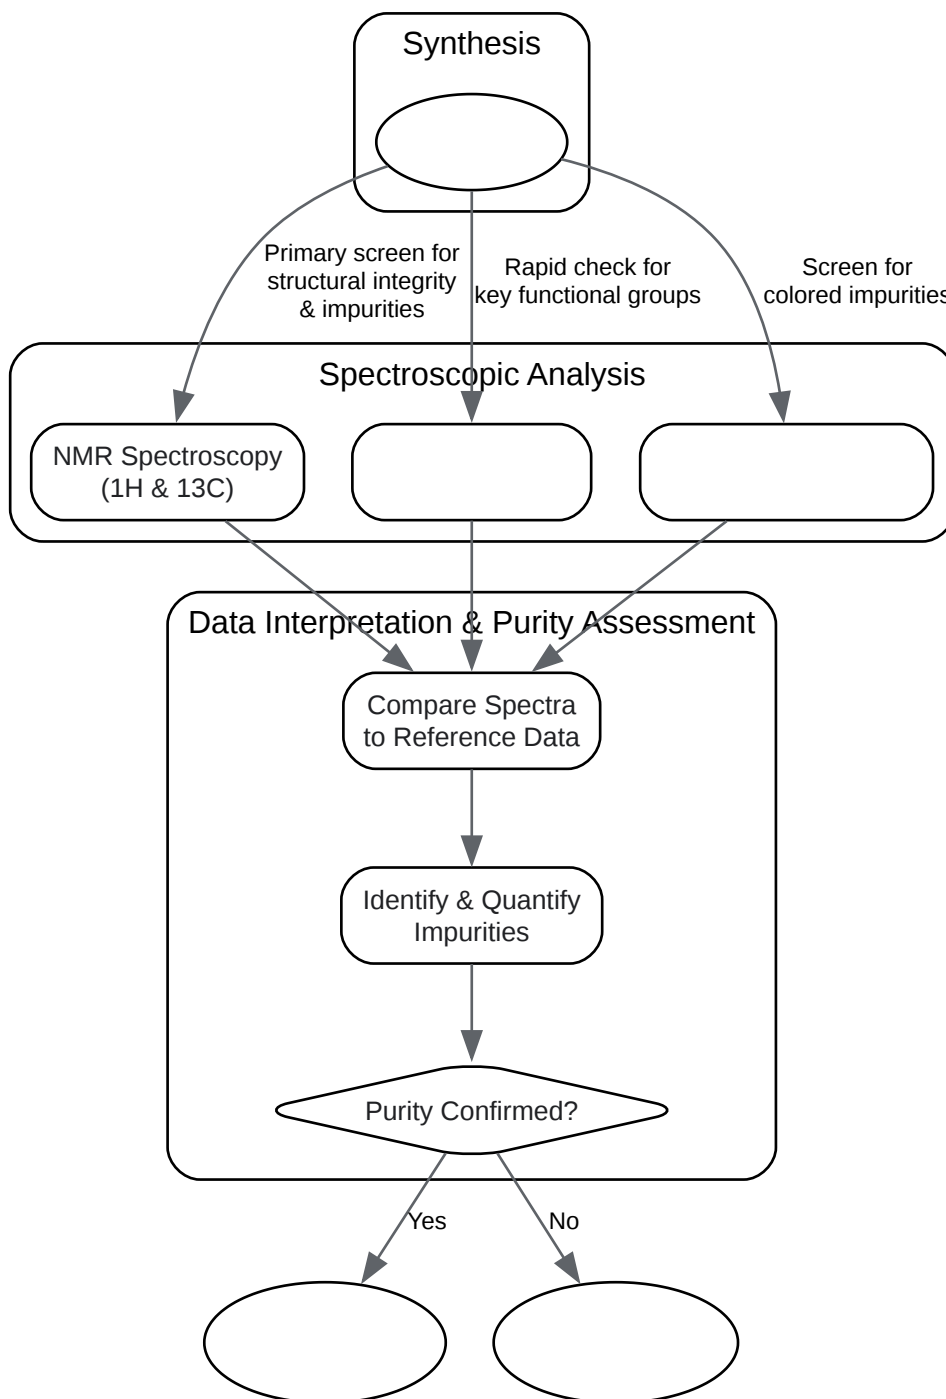 Synthesis
Primary screen for
structural integrity
& impurities
Rapid check for
key functional groups
Screen for
colored impurities
Spectroscopic Analysis
NMR Spectroscopy
(1H & 13C)
Data Interpretation & Purity Assessment
Compare Spectra
to Reference Data
Identify & Quantify
Impurities
Purity Confirmed?
Yes
No